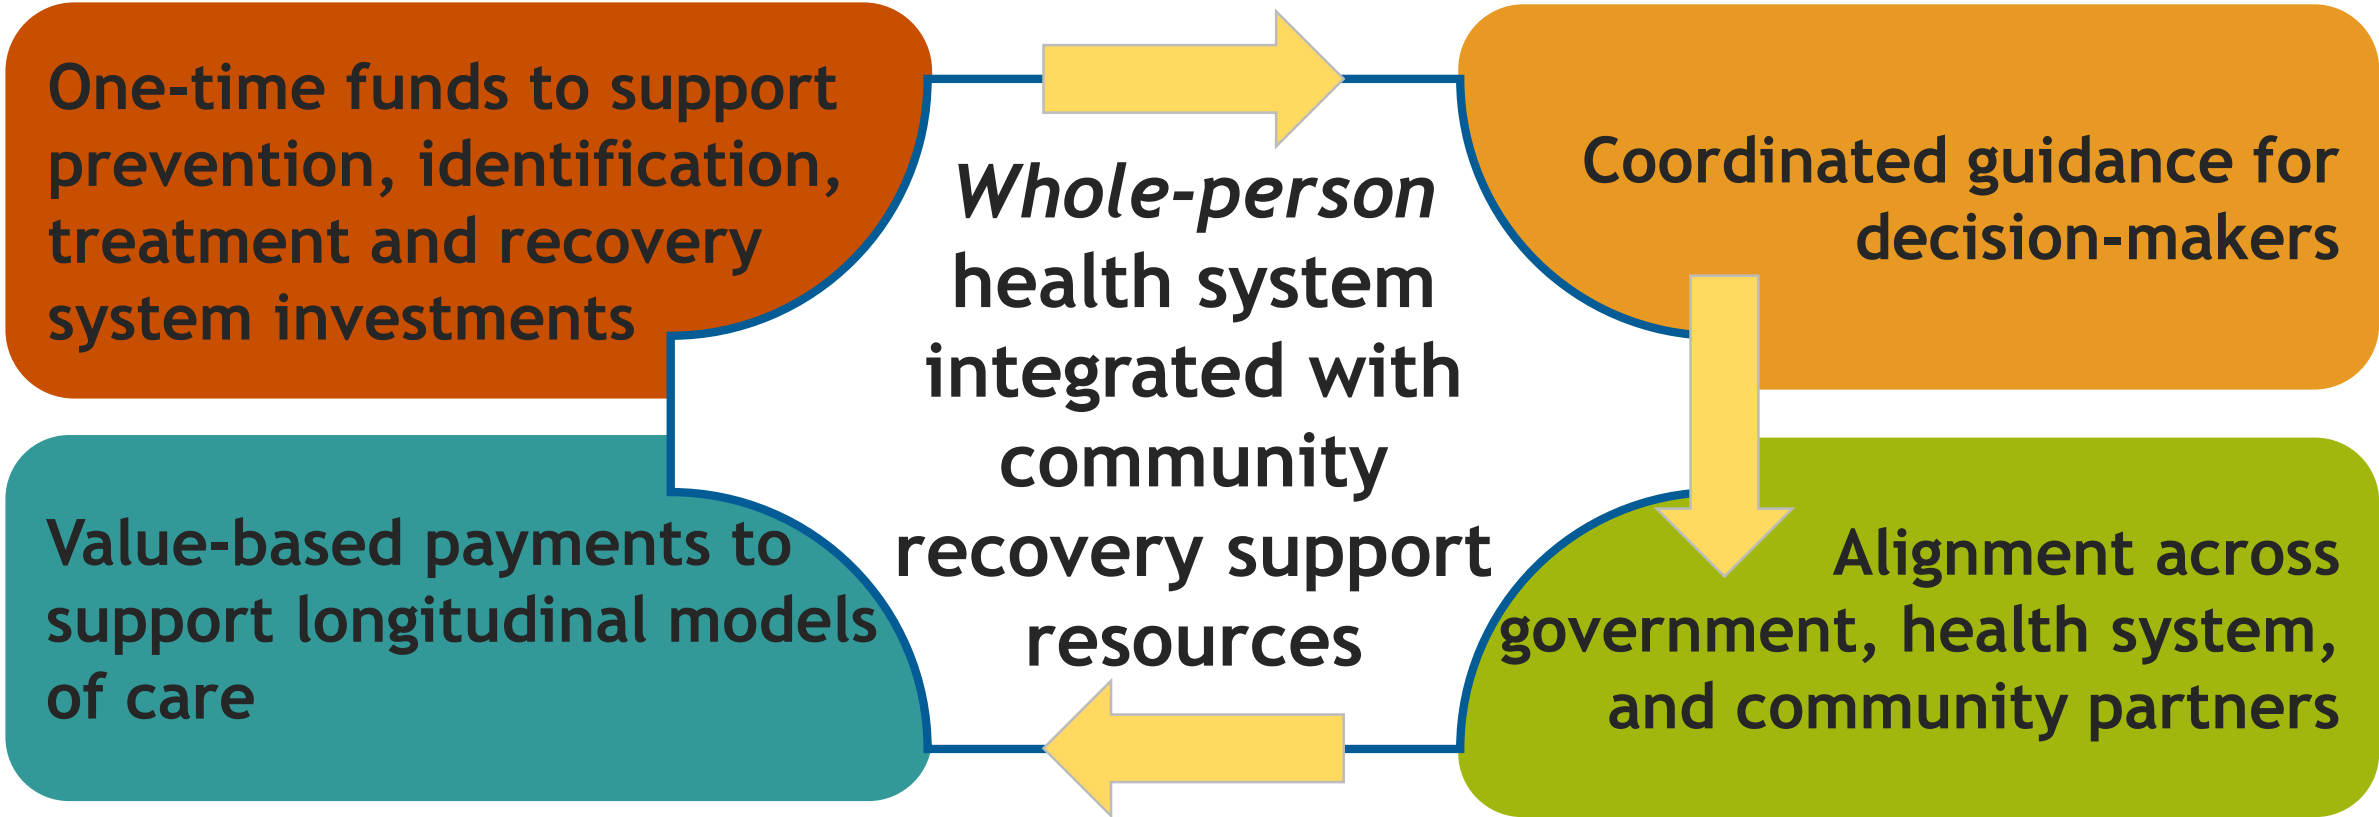 One-time funds to support
prevention, identification,
treatment and recovery
system investments
Whole-person
health system
integrated with
community
recovery support
resources
Coordinated guidance for
decision-makers
Value-based payments to
support longitudinal models
of care
Alignment across
government, health system,
and community partners